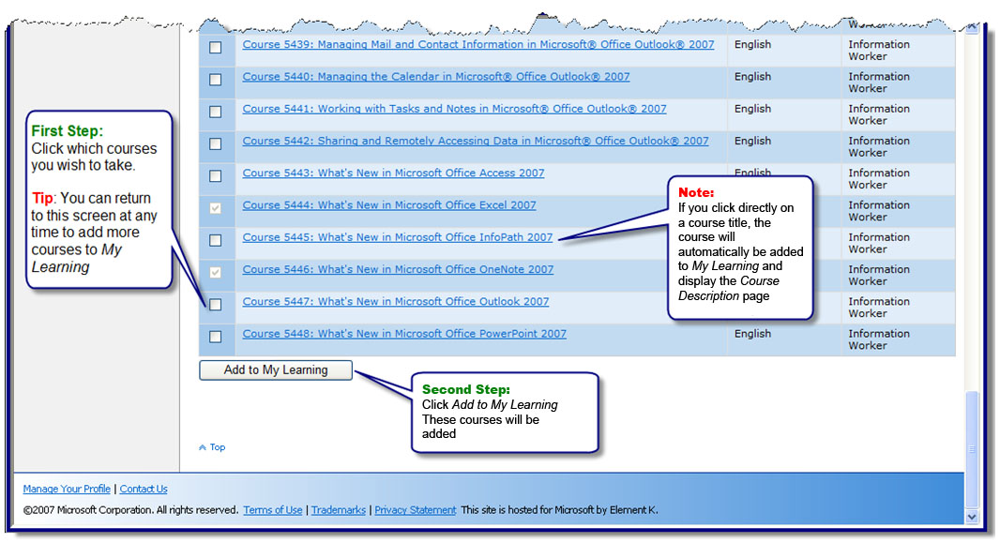 Worker
Course 5439: Managing Mail and Contact Information in Microsoft® Office Outlook® 2007 English Information
Worker
Course 5440: Managing the Calendar in Microsoft® Office Outlook® 2007 English Information
Worker
Course 5441: Working with Tasks and Notes in Microsoft® Office Outlook® 2007 English Information
Worker
Course 5442: Sharing and Remotely Accessing Data in Microsoft® Office Outlook® 2007 English Information
Worker
Course 5443: What's New in Microsoft Office Access 2007 English Information
Worker
Course 5444: What's New in Microsoft Office Excel 2007 Information
Worker
Course 5445: What's New in Microsoft Office InfoPath 2007 Information
Worker
Course 5446: What's New in Microsoft Office OneNote 2007 Information
Worker
Course 5447: What's New in Microsoft Office Outlook 2007 Information
Worker
Course 5448: What's New in Microsoft Office PowerPoint 2007 English Information
Worker
First Step:
Click which courses
you wish to take.
Tip: You can return
to this screen at any
time to add more
courses to My
Learning
Note:
If you click directly on
a course title, the
course will
automatically be added
to My Learning and
display the Course
Description page
Add to My Learning
Second Step:
Click Add to My Learning
These courses will be
added
Top
Manage Your Profile | Contact Us
©2007 Microsoft Corporation. All rights reserved. Terms of Use | Trademarks | Privacy Statement This site is hosted for Microsoft by Element K.